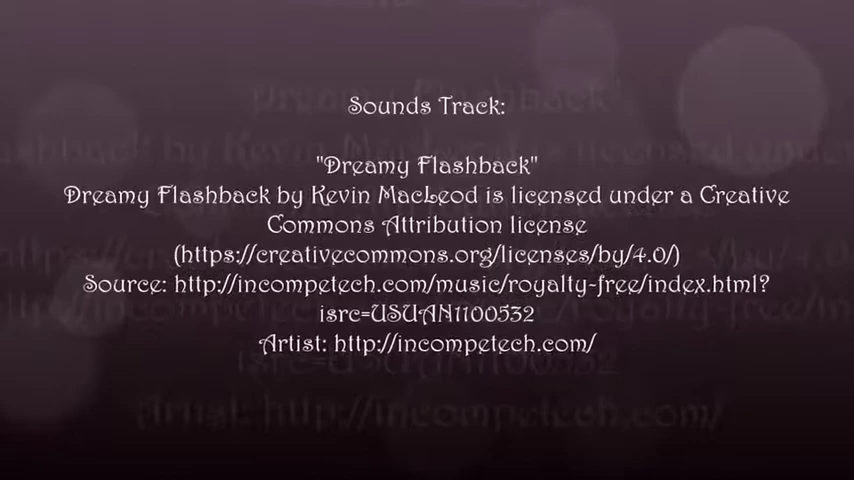 Sounds Track:
"Dreamy Flashback"
Dreamy Flashback by Kevin MacLeod is licensed under a Creative
Commons Attribution license
(https://creativecommons.org/licenses/by/4.0/)
Source: http://incompetech.com/music/royalty-free/index.html?
isrc=USUAN1100532
Artist: http://incompetech.com/